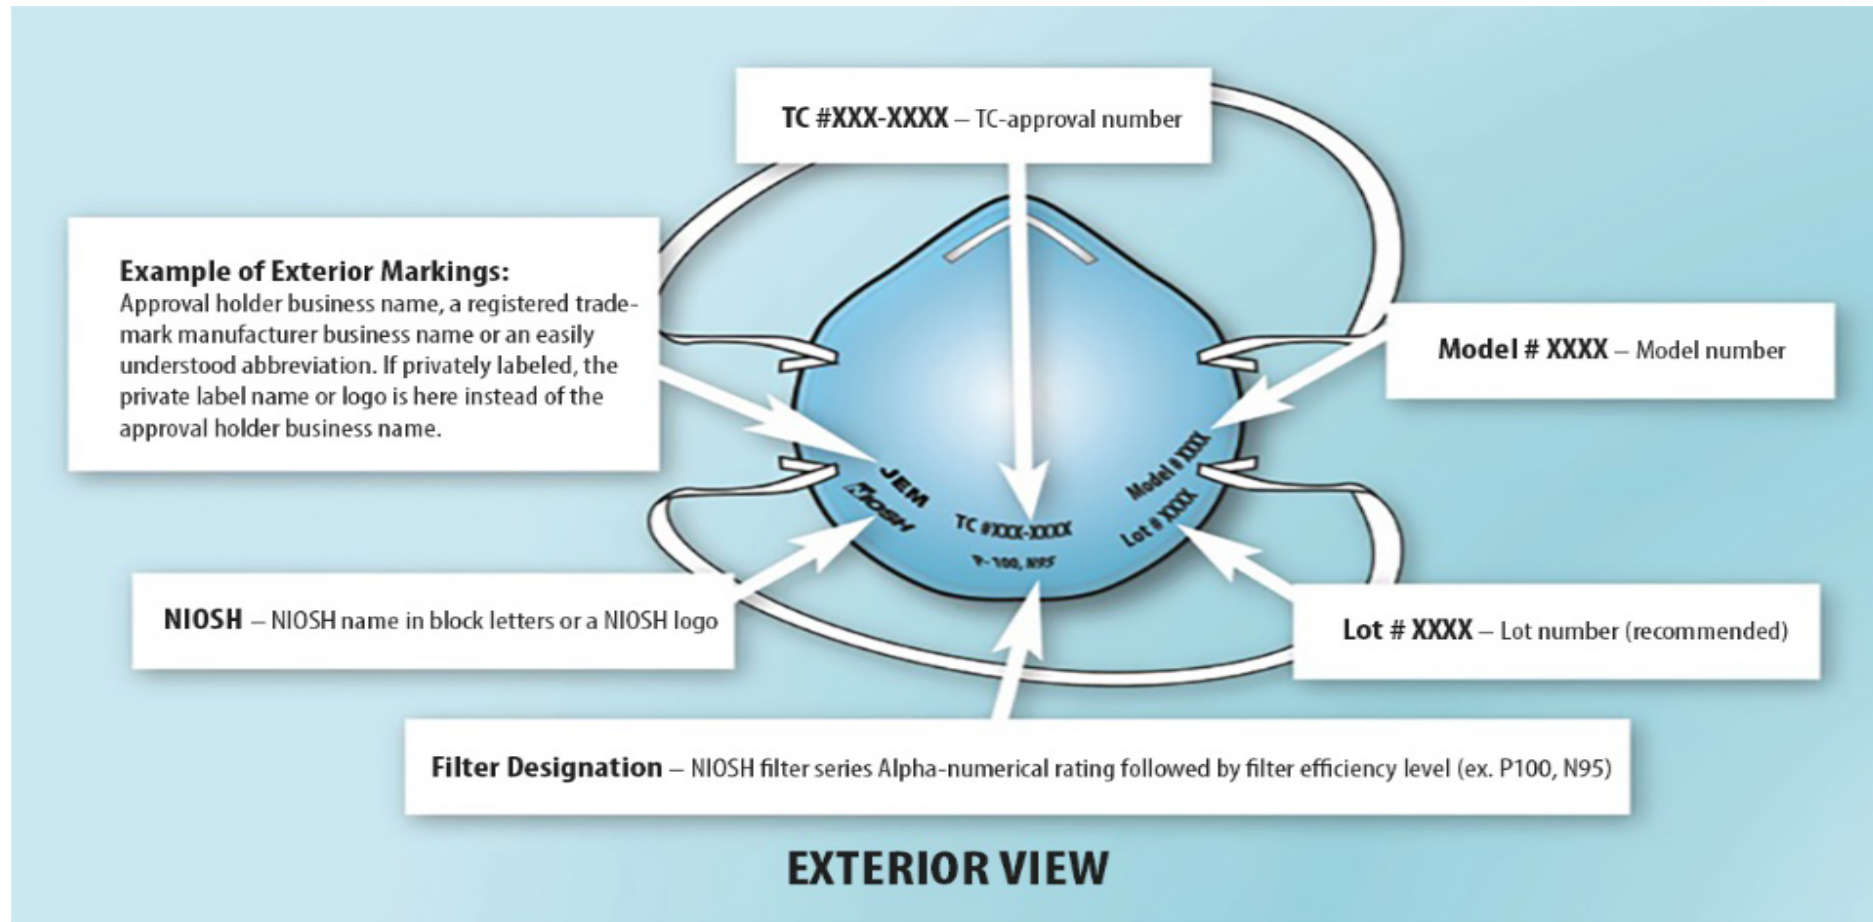 TC #XXX-XXXX – TC-approval number
Example of Exterior Markings:
Approval holder business name, a registered trade-
mark manufacturer business name or an easily
understood abbreviation. If privately labeled, the
private label name or logo is here instead of the
approval holder business name.
Model # XXXX – Model number
JEM
NIOSH
TC #XXX-XXXX
P-100, N95
Model # XXXX
Lot # XXXX
NIOSH – NIOSH name in block letters or a NIOSH logo
Lot # XXXX – Lot number (recommended)
Filter Designation – NIOSH filter series Alpha-numerical rating followed by filter efficiency level (ex. P100, N95)
EXTERIOR VIEW